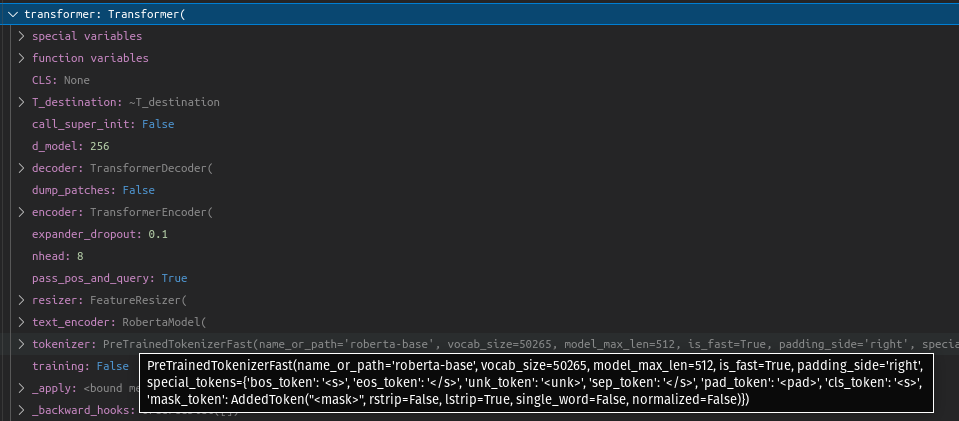 transformer: Transformer(
special variables
function variables
CLS: None
T_destination: ~T_destination
call_super_init: False
d_model: 256
decoder: TransformerDecoder(
dump_patches: False
encoder: TransformerEncoder(
expander_dropout: 0.1
nhead: 8
pass_pos_and_query: True
resizer: FeatureResizer(
text_encoder: RobertaModel(
tokenizer: PreTrainedTokenizerFast(name_or_path='roberta-base', vocab_size=50265, model_max_len=512, is_fast=True, padding_side='right', specia
training: False
PreTrainedTokenizerFast(name_or_path='roberta-base', vocab_size=50265, model_max_len=512, is_fast=True, padding_side='right',
special_tokens={'bos_token': '<s>', 'eos_token': '</s>', 'unk_token': '<unk>', 'sep_token': '</s>', 'pad_token': '<pad>', 'cls_token': '<s>',
'mask_token': AddedToken("<mask>", rstrip=False, lstrip=True, single_word=False, normalized=False)})
_apply: <bound me
_backward_hooks: